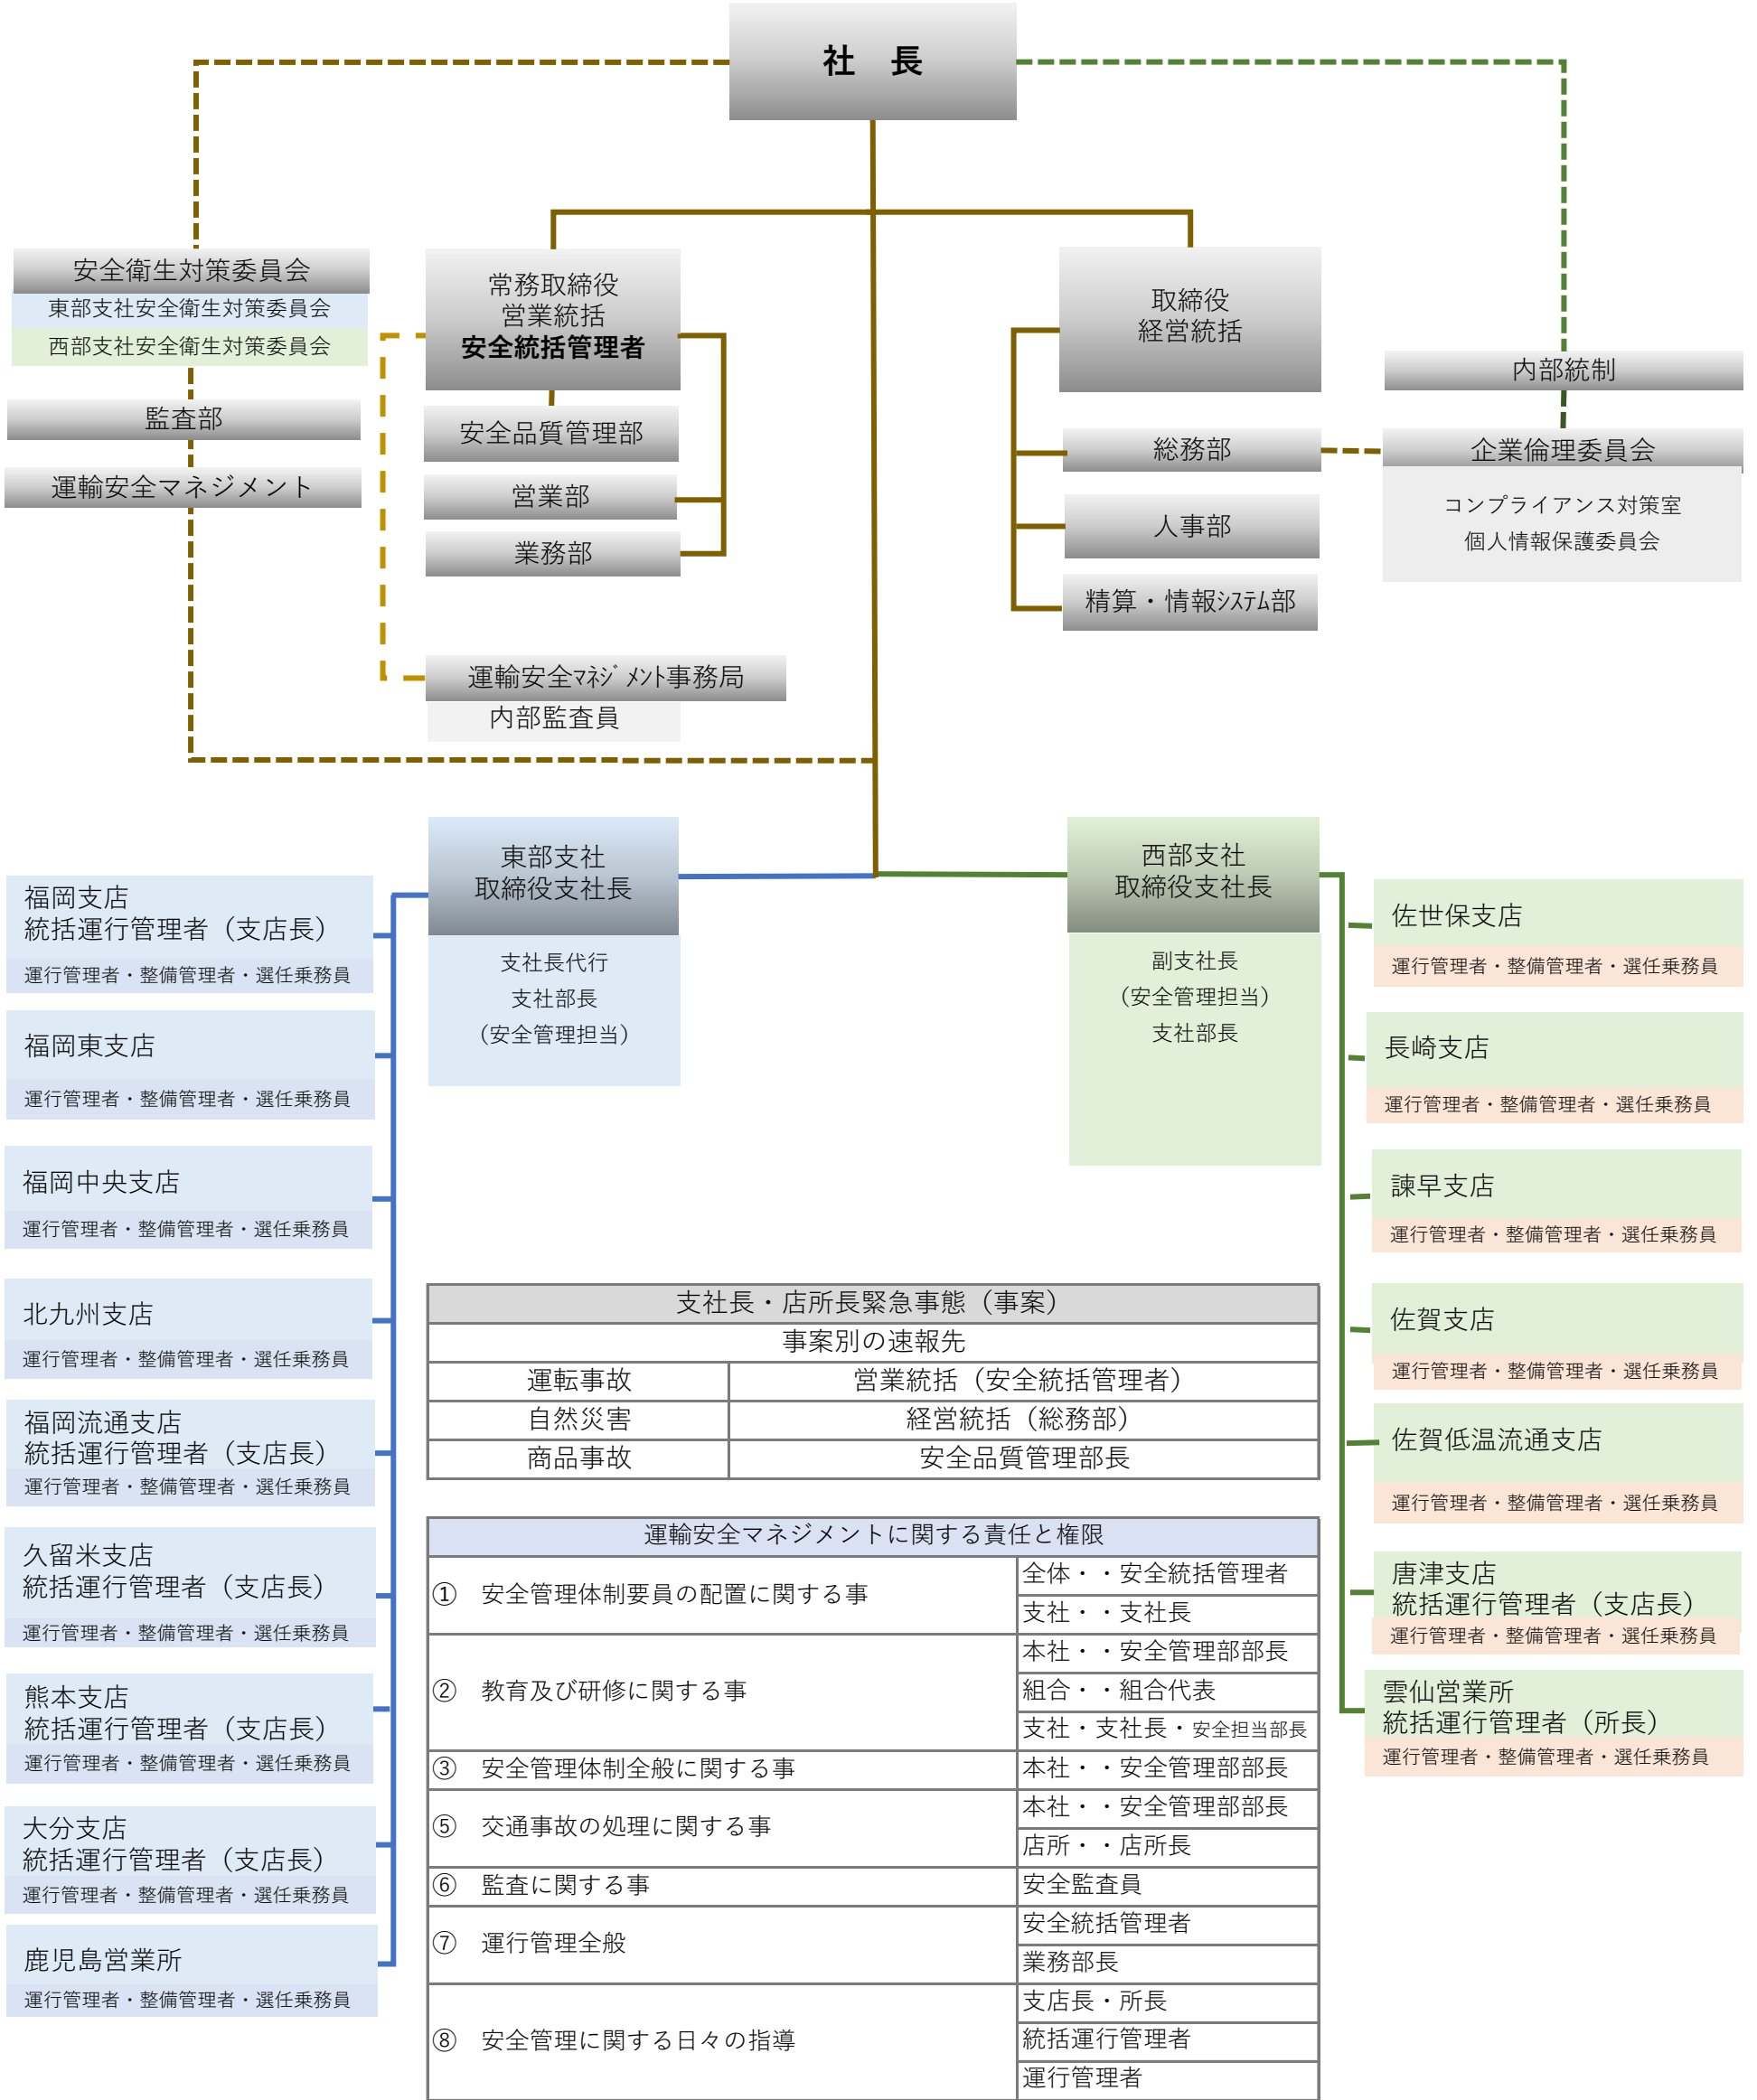 社　長
安全衛生対策委員会
東部支社安全衛生対策委員会
西部支社安全衛生対策委員会
監査部
運輸安全マネジメント
常務取締役
営業統括
安全統括管理者
安全品質管理部
営業部
業務部
運輸安全ﾏﾈｼﾞﾒﾝﾄ事務局
内部監査員
取締役
経営統括
総務部
人事部
精算・情報ｼｽﾃﾑ部
内部統制
企業倫理委員会
コンプライアンス対策室
個人情報保護委員会
東部支社
取締役支社長
支社長代行
支社部長
（安全管理担当）
西部支社
取締役支社長
副支社長
（安全管理担当）
支社部長
福岡支店
統括運行管理者（支店長）
運行管理者・整備管理者・選任乗務員
福岡東支店
運行管理者・整備管理者・選任乗務員
福岡中央支店
運行管理者・整備管理者・選任乗務員
北九州支店
運行管理者・整備管理者・選任乗務員
福岡流通支店
統括運行管理者（支店長）
運行管理者・整備管理者・選任乗務員
久留米支店
統括運行管理者（支店長）
運行管理者・整備管理者・選任乗務員
熊本支店
統括運行管理者（支店長）
運行管理者・整備管理者・選任乗務員
大分支店
統括運行管理者（支店長）
運行管理者・整備管理者・選任乗務員
鹿児島営業所
運行管理者・整備管理者・選任乗務員
佐世保支店
運行管理者・整備管理者・選任乗務員
長崎支店
運行管理者・整備管理者・選任乗務員
諫早支店
運行管理者・整備管理者・選任乗務員
佐賀支店
運行管理者・整備管理者・選任乗務員
佐賀低温流通支店
運行管理者・整備管理者・選任乗務員
唐津支店
統括運行管理者（支店長）
運行管理者・整備管理者・選任乗務員
雲仙営業所
統括運行管理者（所長）
運行管理者・整備管理者・選任乗務員
支社長・店所長緊急事態（事案）
事案別の速報先
運転事故　営業統括（安全統括管理者）
自然災害　経営統括（総務部）
商品事故　安全品質管理部長
運輸安全マネジメントに関する責任と権限
①　安全管理体制要員の配置に関する事
全体・・安全統括管理者
支社・・支社長
②　教育及び研修に関する事
本社・・安全管理部部長
組合・・組合代表
支社・支社長・安全担当部長
③　安全管理体制全般に関する事
本社・・安全管理部部長
⑤　交通事故の処理に関する事
本社・・安全管理部部長
店所・・店所長
⑥　監査に関する事
安全監査員
⑦　運行管理全般
安全統括管理者
業務部長
⑧　安全管理に関する日々の指導
支店長・所長
統括運行管理者
運行管理者